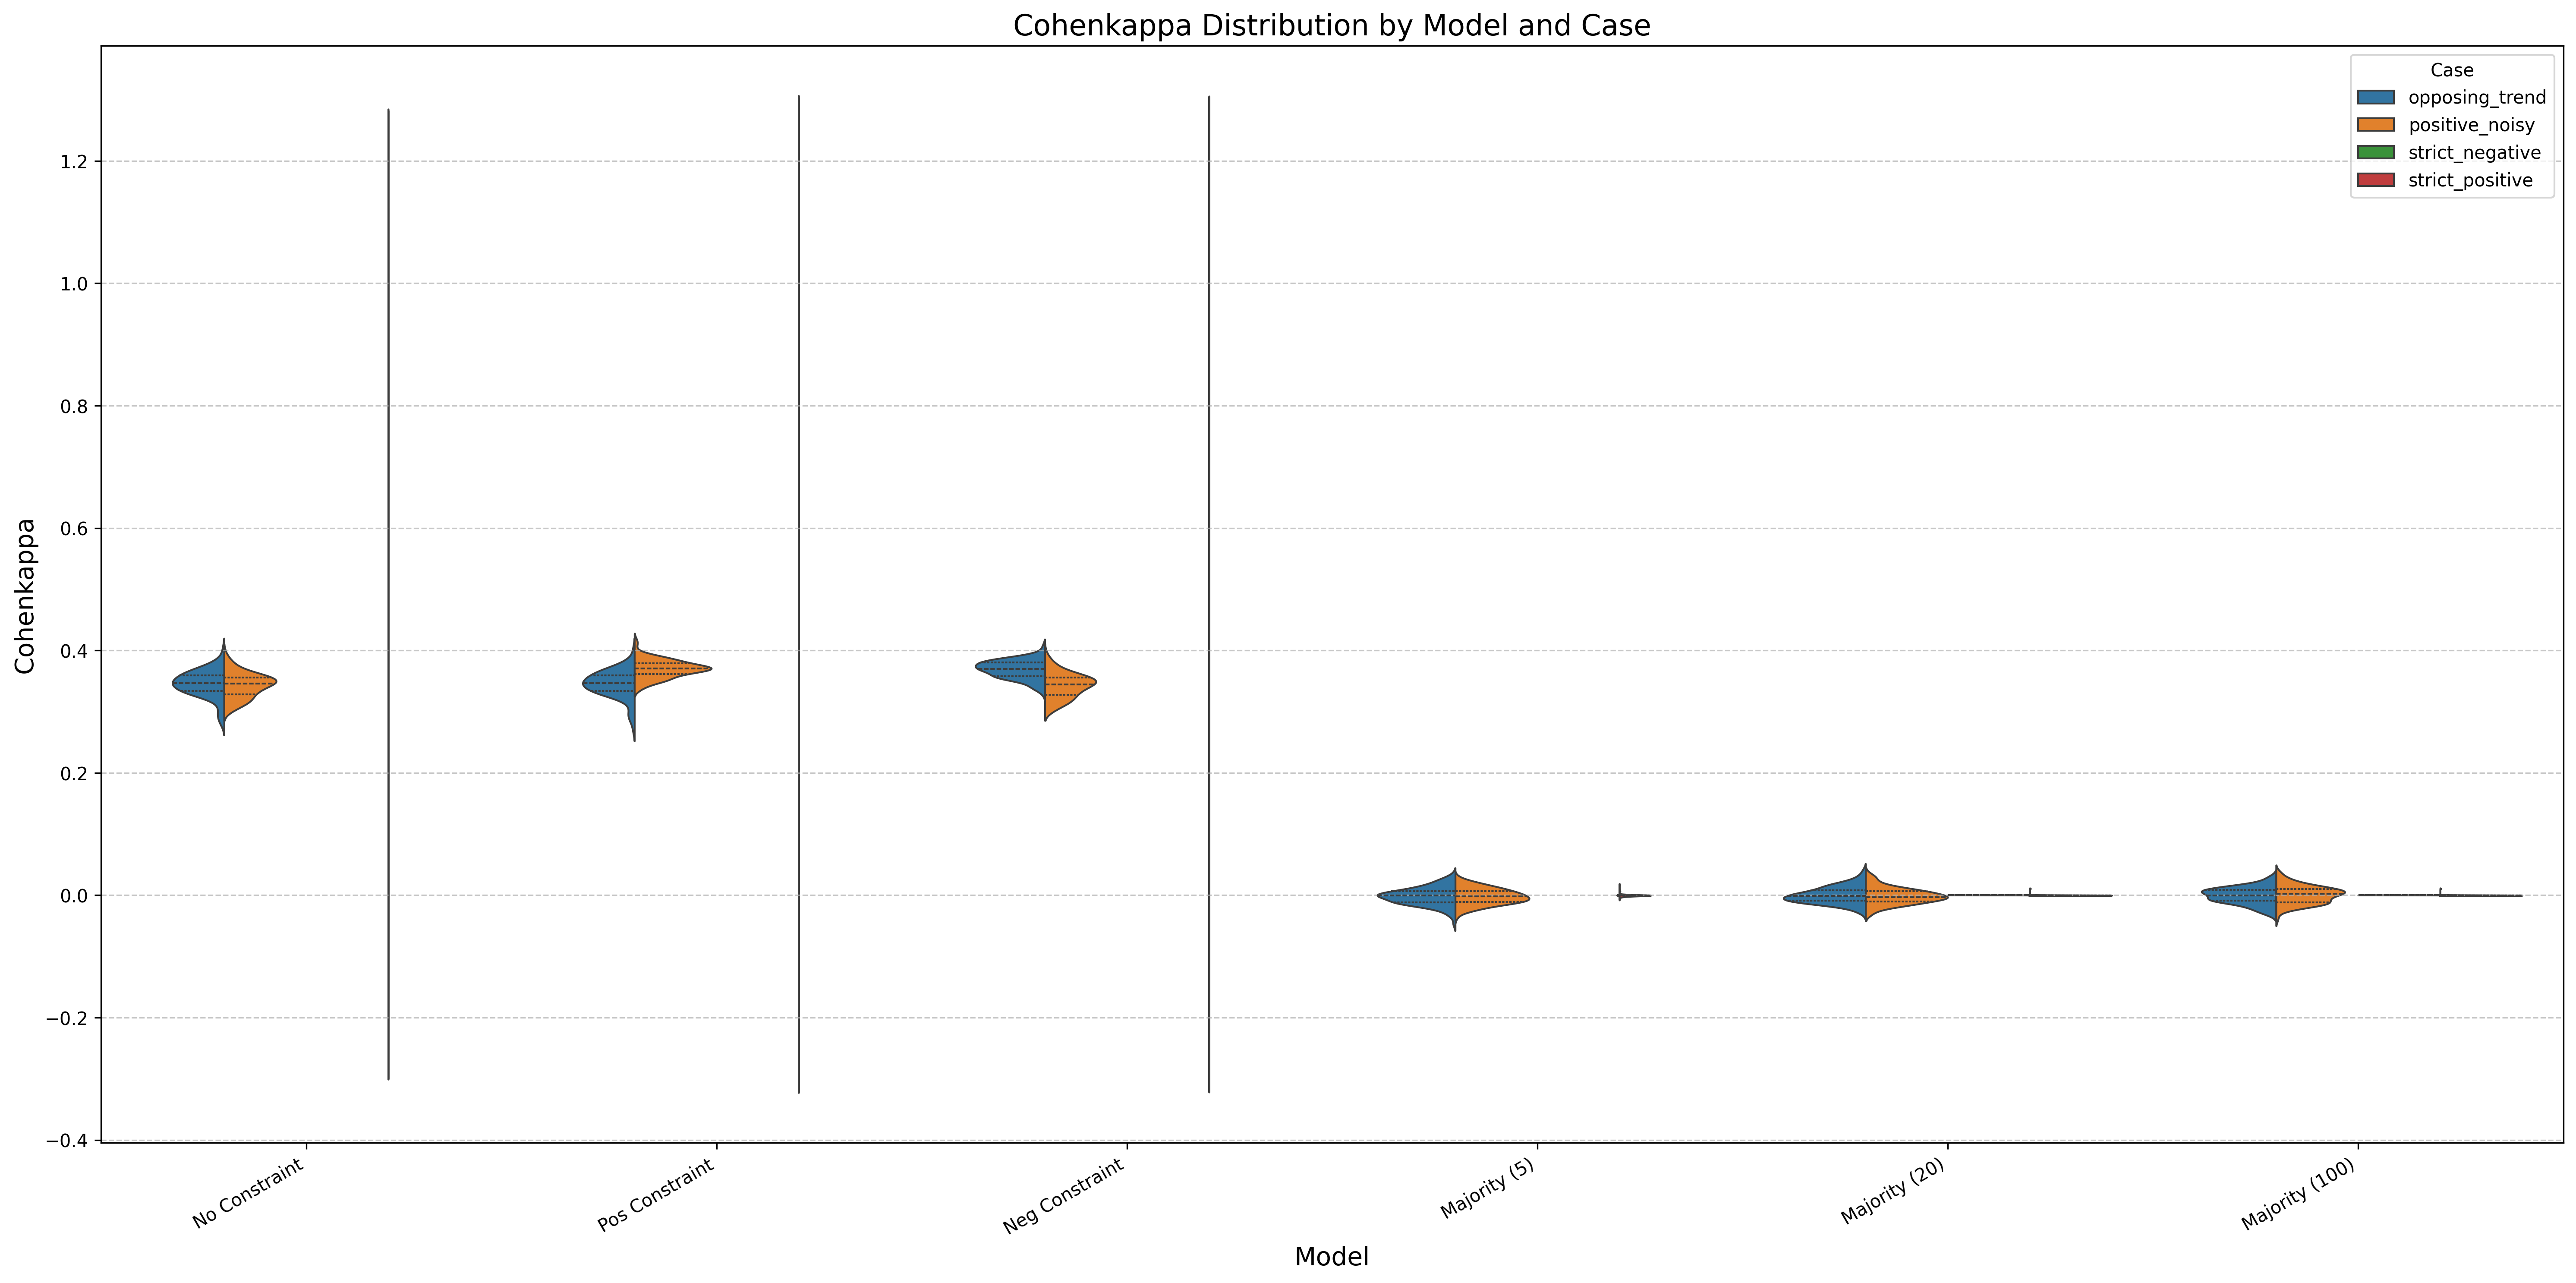 Cohenkappa Distribution by Model and Case
Case
opposing_trend
positive_noisy
strict_negative
strict_positive
Cohenkappa
1.2
1.0
0.8
0.6
0.4
0.2
0.0
−0.2
−0.4
No Constraint
Pos Constraint
Neg Constraint
Majority (5)
Majority (20)
Majority (100)
Model